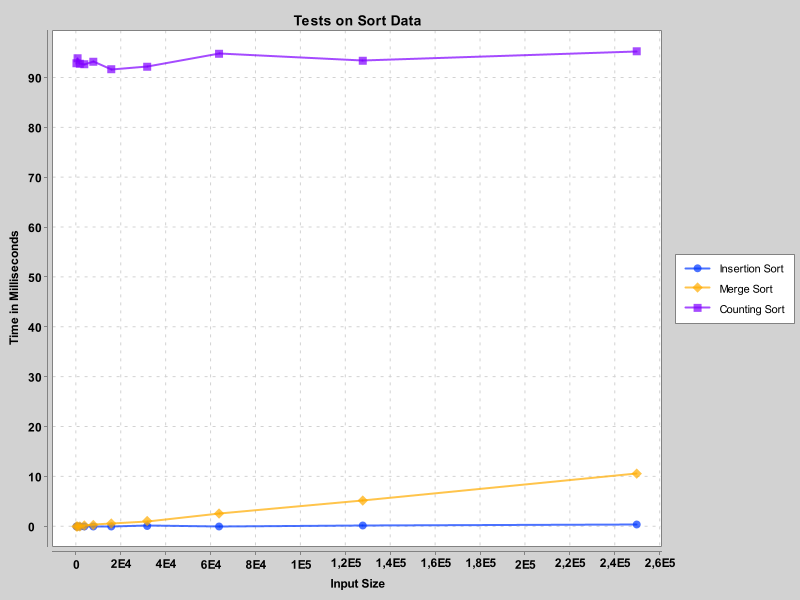 Tests on Sort Data
Time in Milliseconds
90
80
70
60
50
40
30
20
10
0
0 2E4 4E4 6E4 8E4 1E5 1,2E5 1,4E5 1,6E5 1,8E5 2E5 2,2E5 2,4E5 2,6E5
Input Size
Insertion Sort
Merge Sort
Counting Sort